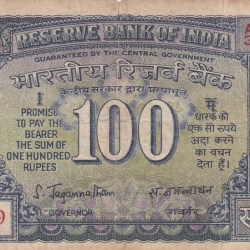 RESERVE BANK OF INDIA
GUARANTEED BY THE CENTRAL GOVERNMENT
भारतीय रिज़र्व बैंक
केन्द्रीय सरकार द्वारा प्रत्याभूत
I
PROMISE
TO PAY THE
BEARER
THE SUM OF
ONE HUNDRED
RUPEES
100
मैं
धारक को
एक सौ रुपये
अदा करने
का वचन
देता हूँ।
S. Jagannathan
GOVERNOR
गवर्नर